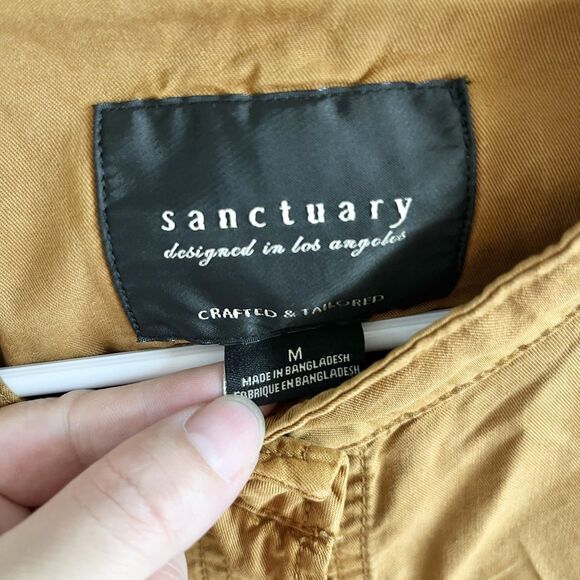 sanctuary
designed in los angeles
CRAFTED & TAILORED
M
MADE IN BANGLADESH
FABRIQUE EN BANGLADESH